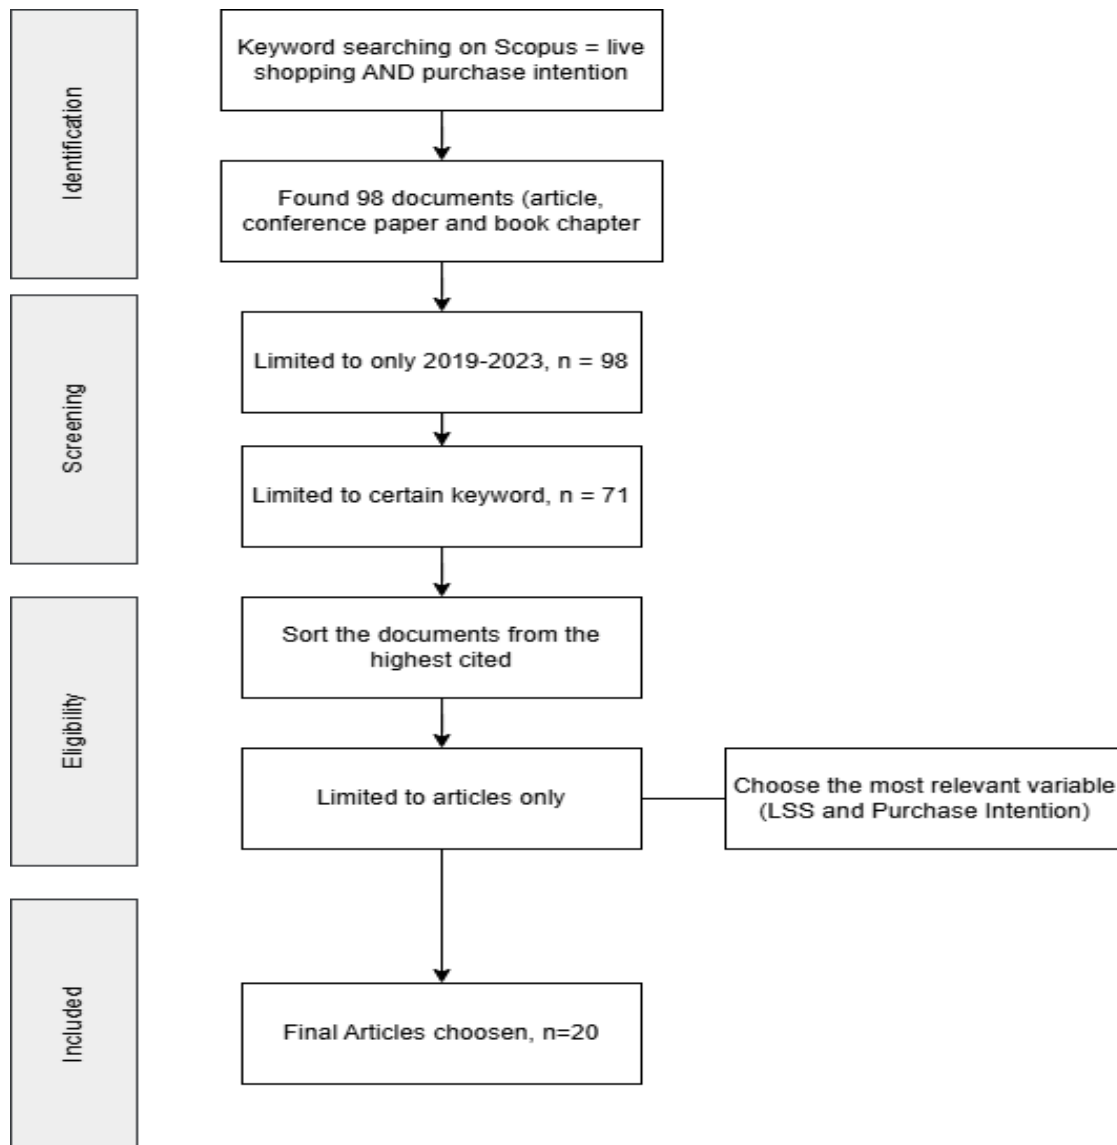 Identification
Keyword searching on Scopus = live
shopping AND purchase intention
Found 98 documents (article,
conference paper and book chapter
Screening
Limited to only 2019-2023, n = 98
Limited to certain keyword, n = 71
Eligibility
Sort the documents from the
highest cited
Limited to articles only
Choose the most relevant variable
(LSS and Purchase Intention)
Included
Final Articles choosen, n=20